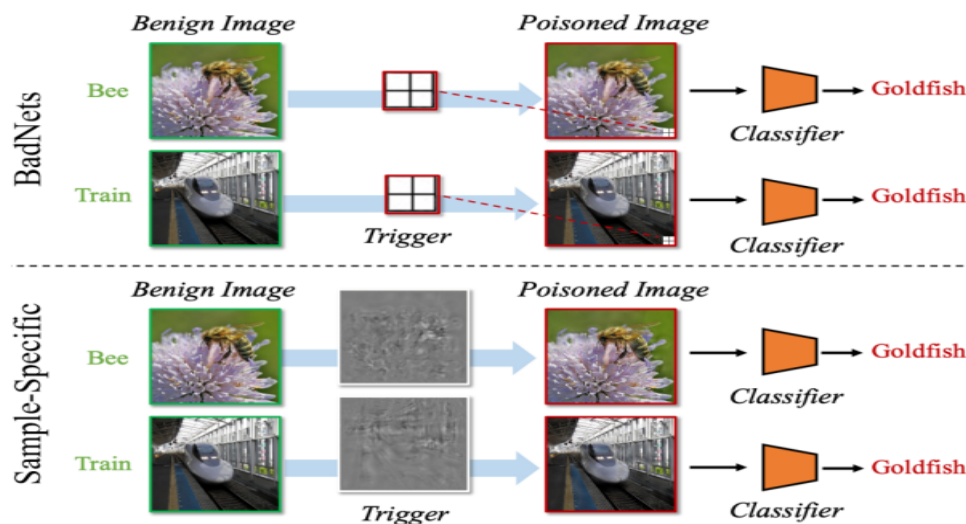 Benign Image
Poisoned Image
BadNets
Bee
Goldfish
Classifier
Train
Goldfish
Trigger
Classifier
Benign Image
Poisoned Image
Sample-Specific
Bee
Goldfish
Classifier
Train
Goldfish
Trigger
Classifier